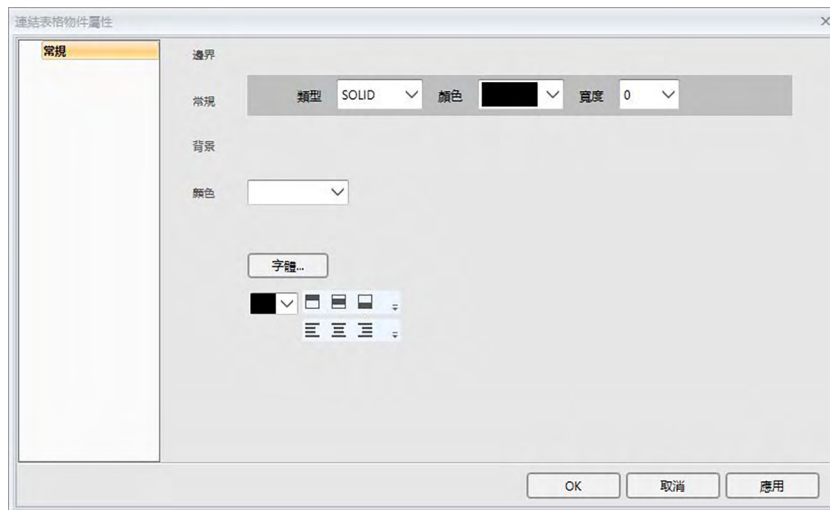 連結表格物件屬性
常規
邊界
常規 類型 SOLID 顏色 寬度 0
背景
顏色
字體...
OK 取消 應用